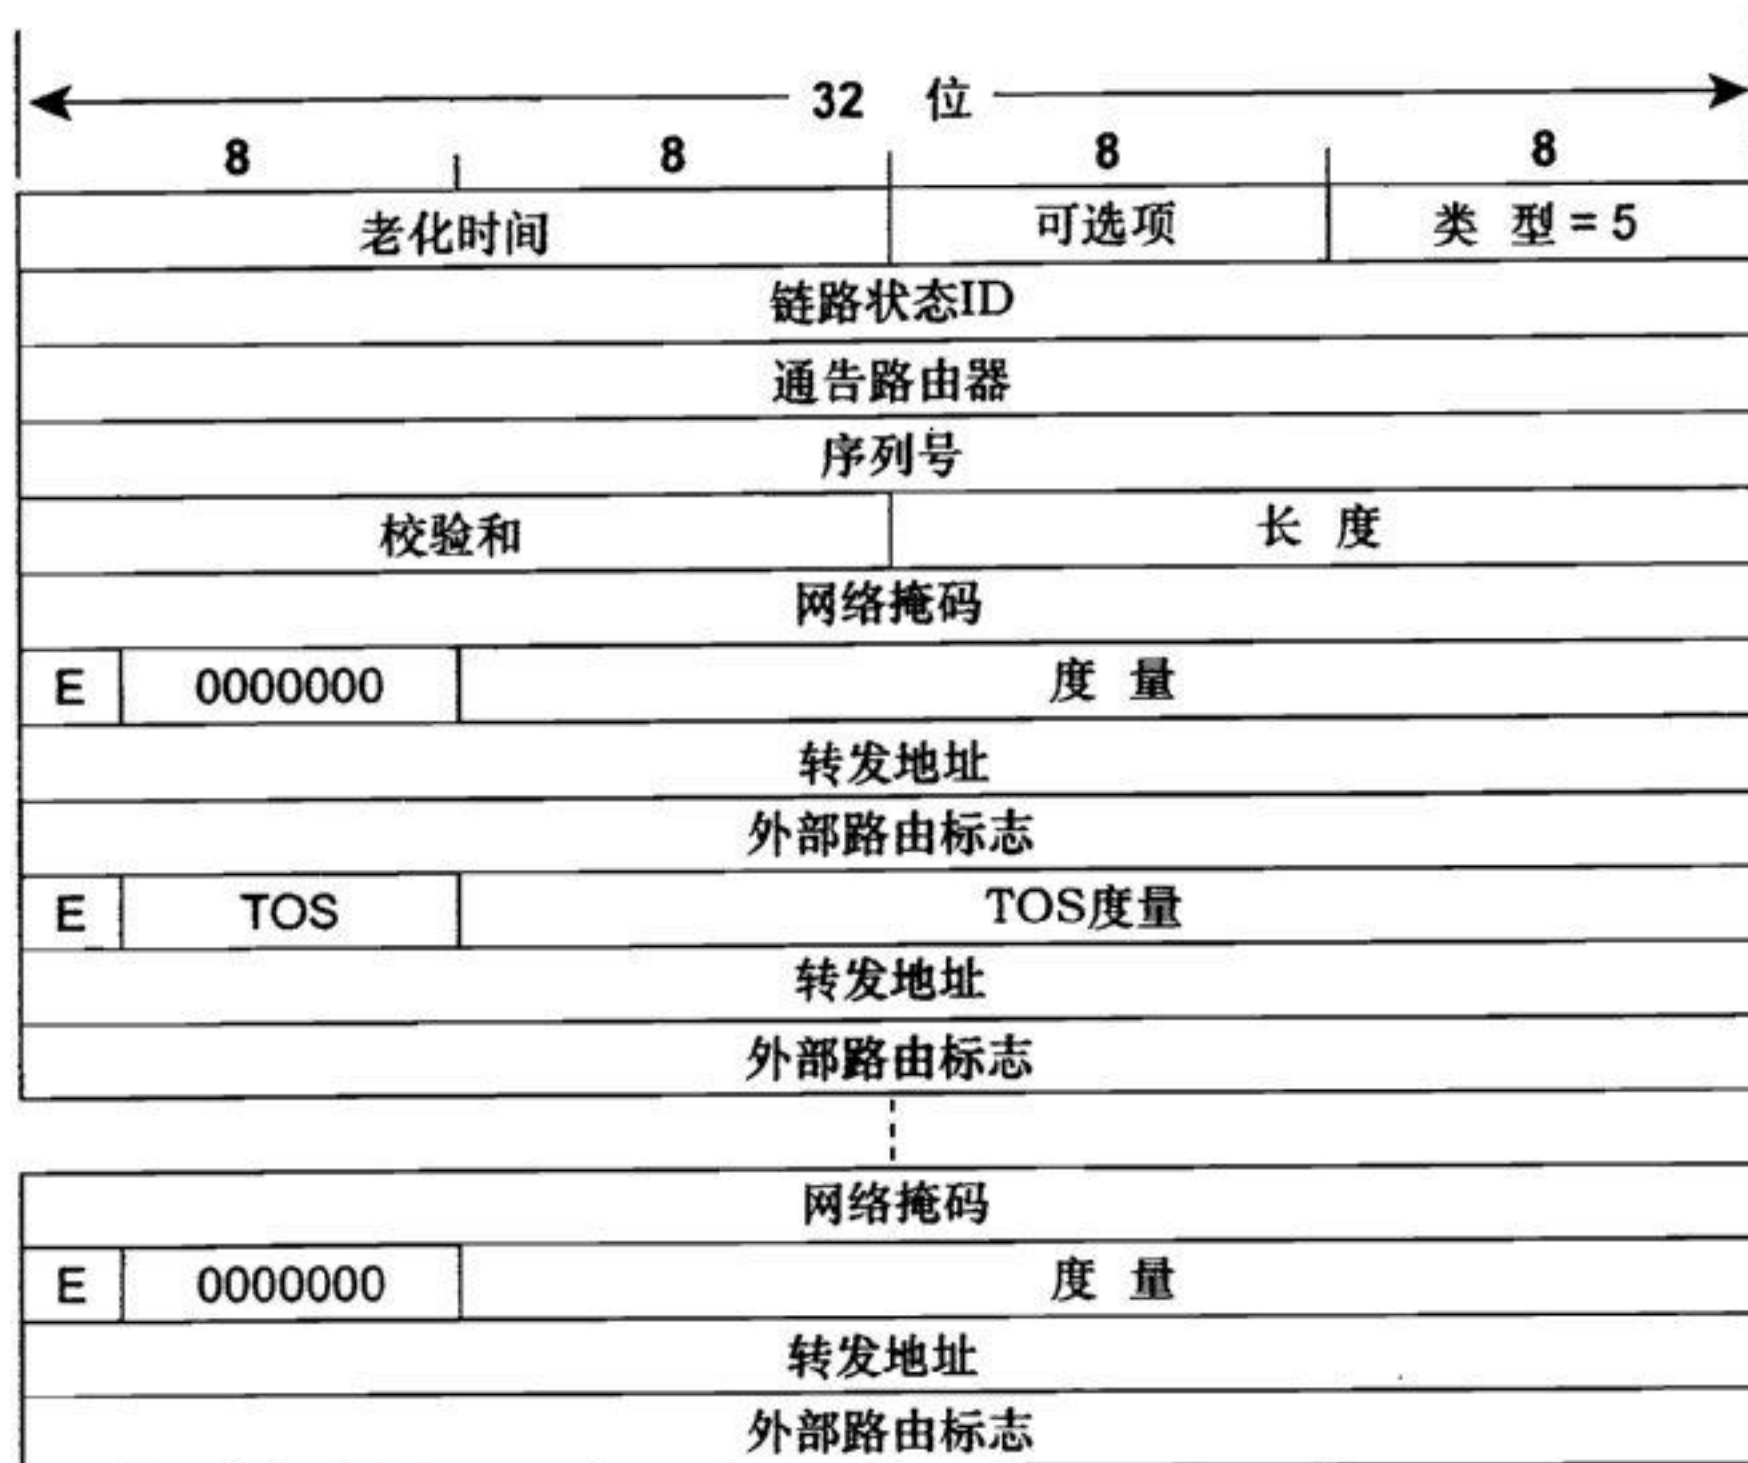 32 位
8 8 8 8
老化时间 可选项 类 型 = 5
链路状态ID
通告路由器
序列号
校验和 长 度
网络掩码
E 0000000 度 量
转发地址
外部路由标志
E TOS TOS度量
转发地址
外部路由标志
网络掩码
E 0000000 度 量
转发地址
外部路由标志